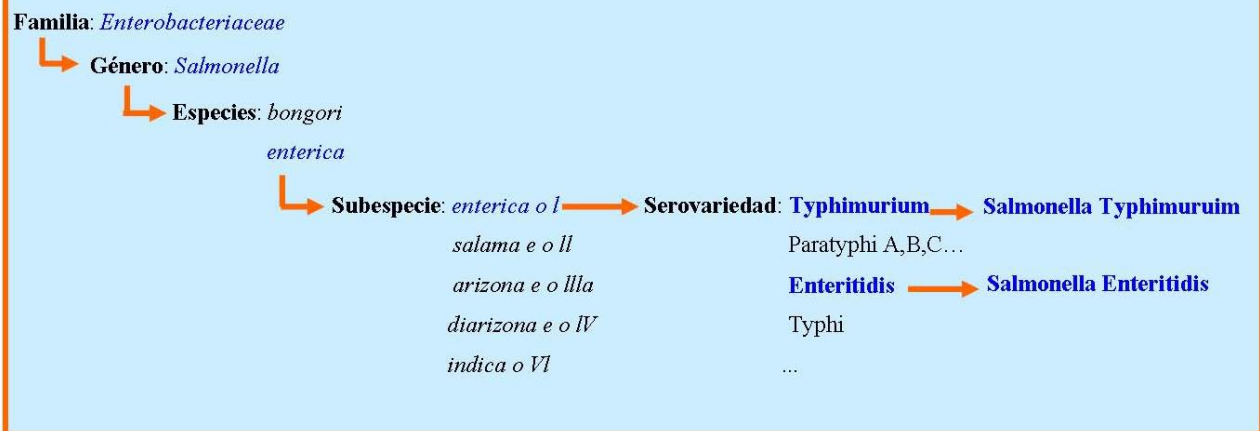 Familia: Enterobacteriaceae
Género: Salmonella
Especies: bongori
enterica
Subespecie: enterica o l Serovariedad: Typhimurium Salmonella Typhimuruim
salama e o ll Paratyphi A,B,C...
arizona e o llla Enteritidis Salmonella Enteritidis
diarizona e o lV Typhi
indica o Vl ...